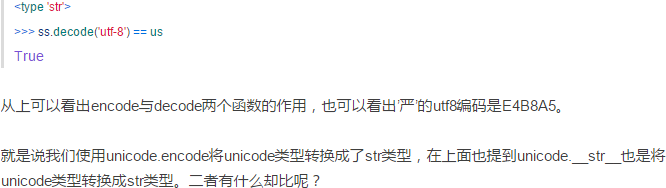 <type 'str'>
>>> ss.decode('utf-8') == us
True
从上可以看出encode与decode两个函数的作用，也可以看出'严'的utf8编码是E4B8A5。
就是说我们使用unicode.encode将unicode类型转换成了str类型，在上面也提到unicode.__str__也是将
unicode类型转换成str类型。二者有什么却比呢？